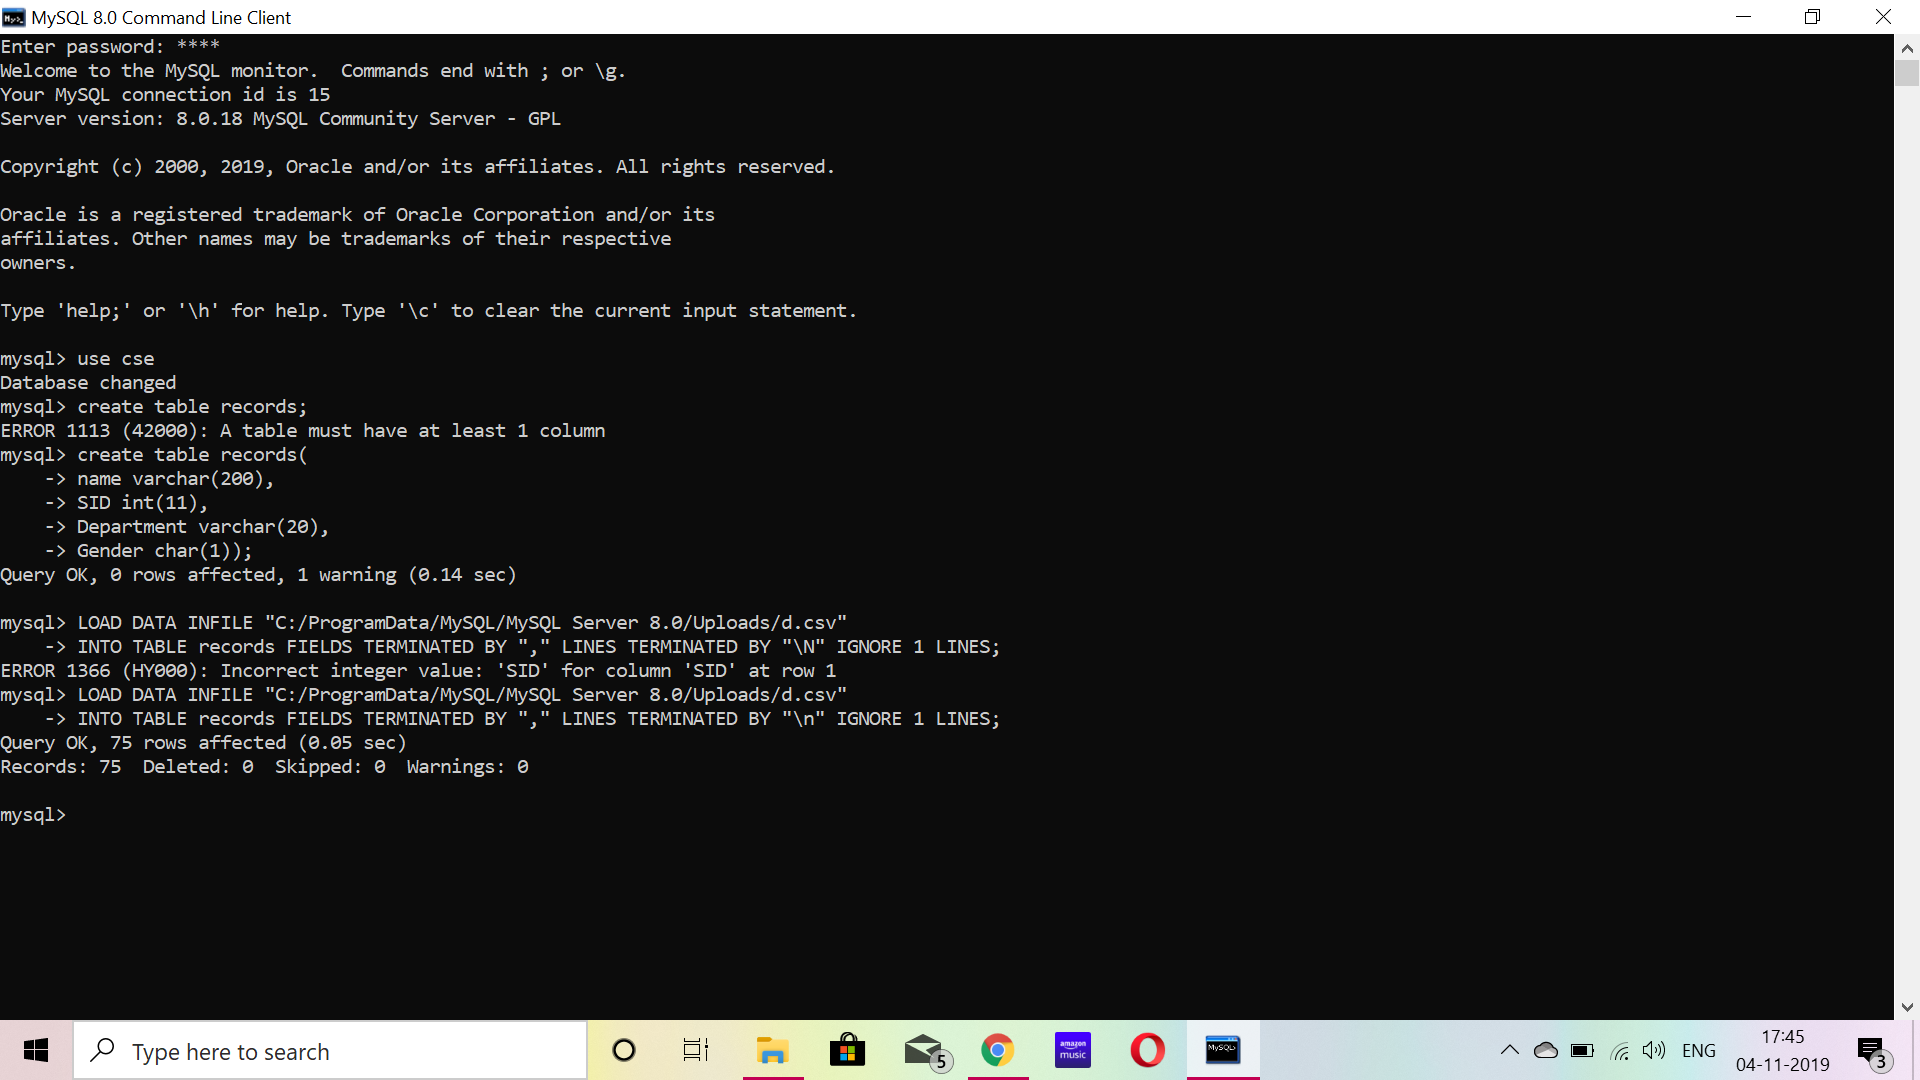 MySQL 8.0 Command Line Client
Enter password: ****
Welcome to the MySQL monitor.  Commands end with ; or \g.
Your MySQL connection id is 15
Server version: 8.0.18 MySQL Community Server - GPL
Copyright (c) 2000, 2019, Oracle and/or its affiliates. All rights reserved.
Oracle is a registered trademark of Oracle Corporation and/or its
affiliates. Other names may be trademarks of their respective
owners.
Type 'help;' or '\h' for help. Type '\c' to clear the current input statement.
mysql> use cse
Database changed
mysql> create table records;
ERROR 1113 (42000): A table must have at least 1 column
mysql> create table records(
    -> name varchar(200),
    -> SID int(11),
    -> Department varchar(20),
    -> Gender char(1));
Query OK, 0 rows affected, 1 warning (0.14 sec)
mysql> LOAD DATA INFILE "C:/ProgramData/MySQL/MySQL Server 8.0/Uploads/d.csv"
    -> INTO TABLE records FIELDS TERMINATED BY "," LINES TERMINATED BY "\N" IGNORE 1 LINES;
ERROR 1366 (HY000): Incorrect integer value: 'SID' for column 'SID' at row 1
mysql> LOAD DATA INFILE "C:/ProgramData/MySQL/MySQL Server 8.0/Uploads/d.csv"
    -> INTO TABLE records FIELDS TERMINATED BY "," LINES TERMINATED BY "\n" IGNORE 1 LINES;
Query OK, 75 rows affected (0.05 sec)
Records: 75  Deleted: 0  Skipped: 0  Warnings: 0
mysql>
Type here to search
5
amazon music
MySQL>
ENG
17:45
04-11-2019
3